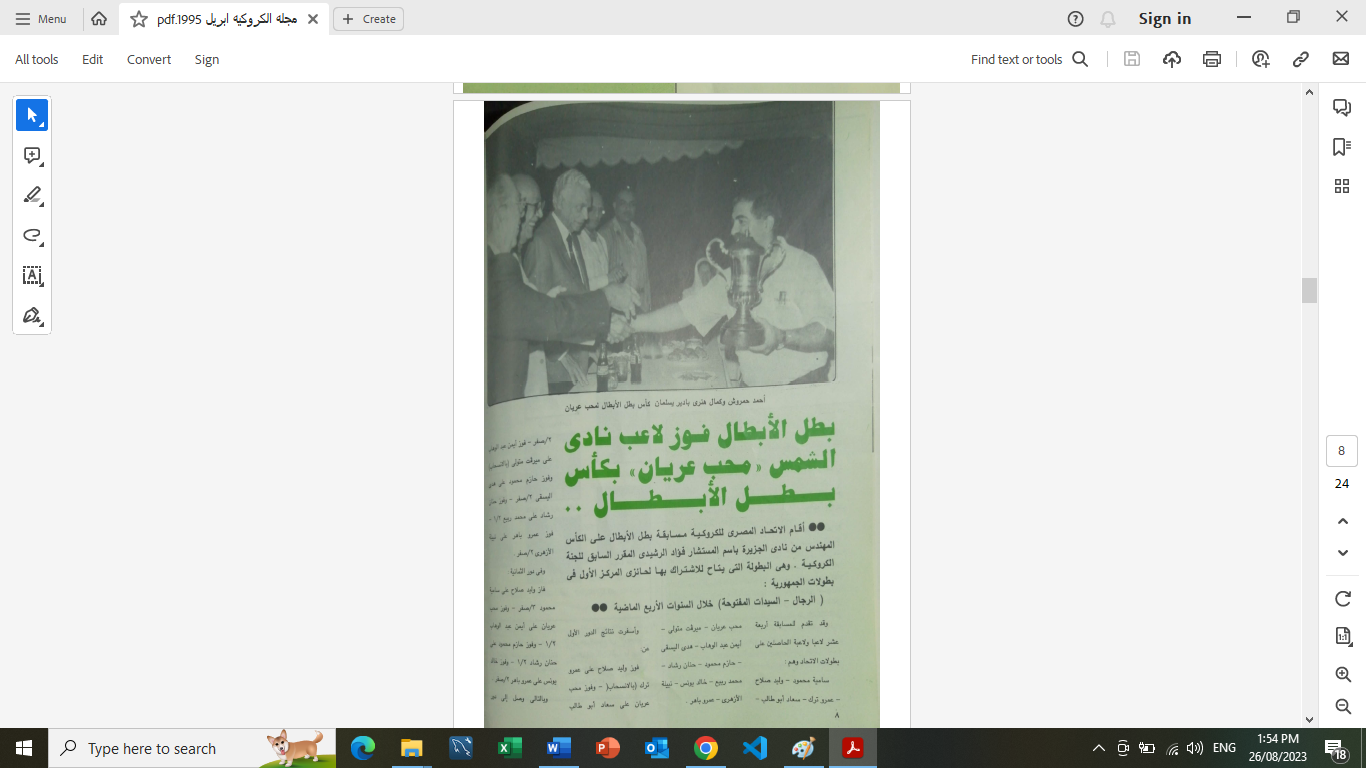 Menu
مجلة الكروكية ابريل 1995.pdf
Create
Sign in
All tools
Edit
Convert
Sign
Find text or tools
أحمد حمروش وكمال هنرى بادير يسلمان كأس بطل الأبطال لمحب عريان
بطل الأبطال فوز لاعب نادى
الشمس « محب عريان» بكأس
بطل الأبطال ..
●● أقام الاتحاد المصرى للكروكية مسابقة بطل الأبطال على الكأس
المهندس من نادى الجزيرة باسم المستشار فؤاد الرشيدى المقرر السابق للجنة
الكروكية . وهى البطولة التى يتاح للاشتراك بها لحائزى المركز الأول فى
بطولات الجمهورية :
( الرجال – السيدات المفتوحة) خلال السنوات الأربع الماضية ●●
وقد تقدم للمسابقة أربعة
عشر لاعبا ولاعبة الحاصلين على
بطولات الاتحاد وهم :
سامية محمود – وليد صلاح
– عمرو ترك – سعاد أبو طالب –
محب عريان – ميرفت متولى –
أيمن عبد الوهاب – هدى اليسقى
– حازم محمود – حنان رشاد –
محمد ربيع – خالد يونس – نبيلة
الأزهرى – عمرو باهر .
وأسفرت نتائج الدور الأول
عن
فوز وليد صلاح على عمرو
ترك (بالانسحاب) – وفوز محب
عريان على سعاد أبو طالب
٢/صفر – فوز أيمن عبد الوهاب
على ميرفت متولى (بالانسحاب)
وفوز حازم محمود على هدى
اليسقى ٢/صفر – وفوز حنان
رشاد على محمد ربيع ١/٢ –
فوز عمرو باهر على نبيلة
الأزهرى ٢/صفر .
وفى دور الثمانية
فاز وليد صلاح على سامية
محمود ٢/صفر – وفوز محب
عريان على أيمن عبد الوهاب
١/٢ – وفوز حازم محمود على
حنان رشاد ١/٢ – وفوز خالد
يونس على عمرو باهر ٢/صفر .
وبالتالى وصل إلى دور
٨
8
24
Type here to search
ENG
1:54 PM
26/08/2023
18